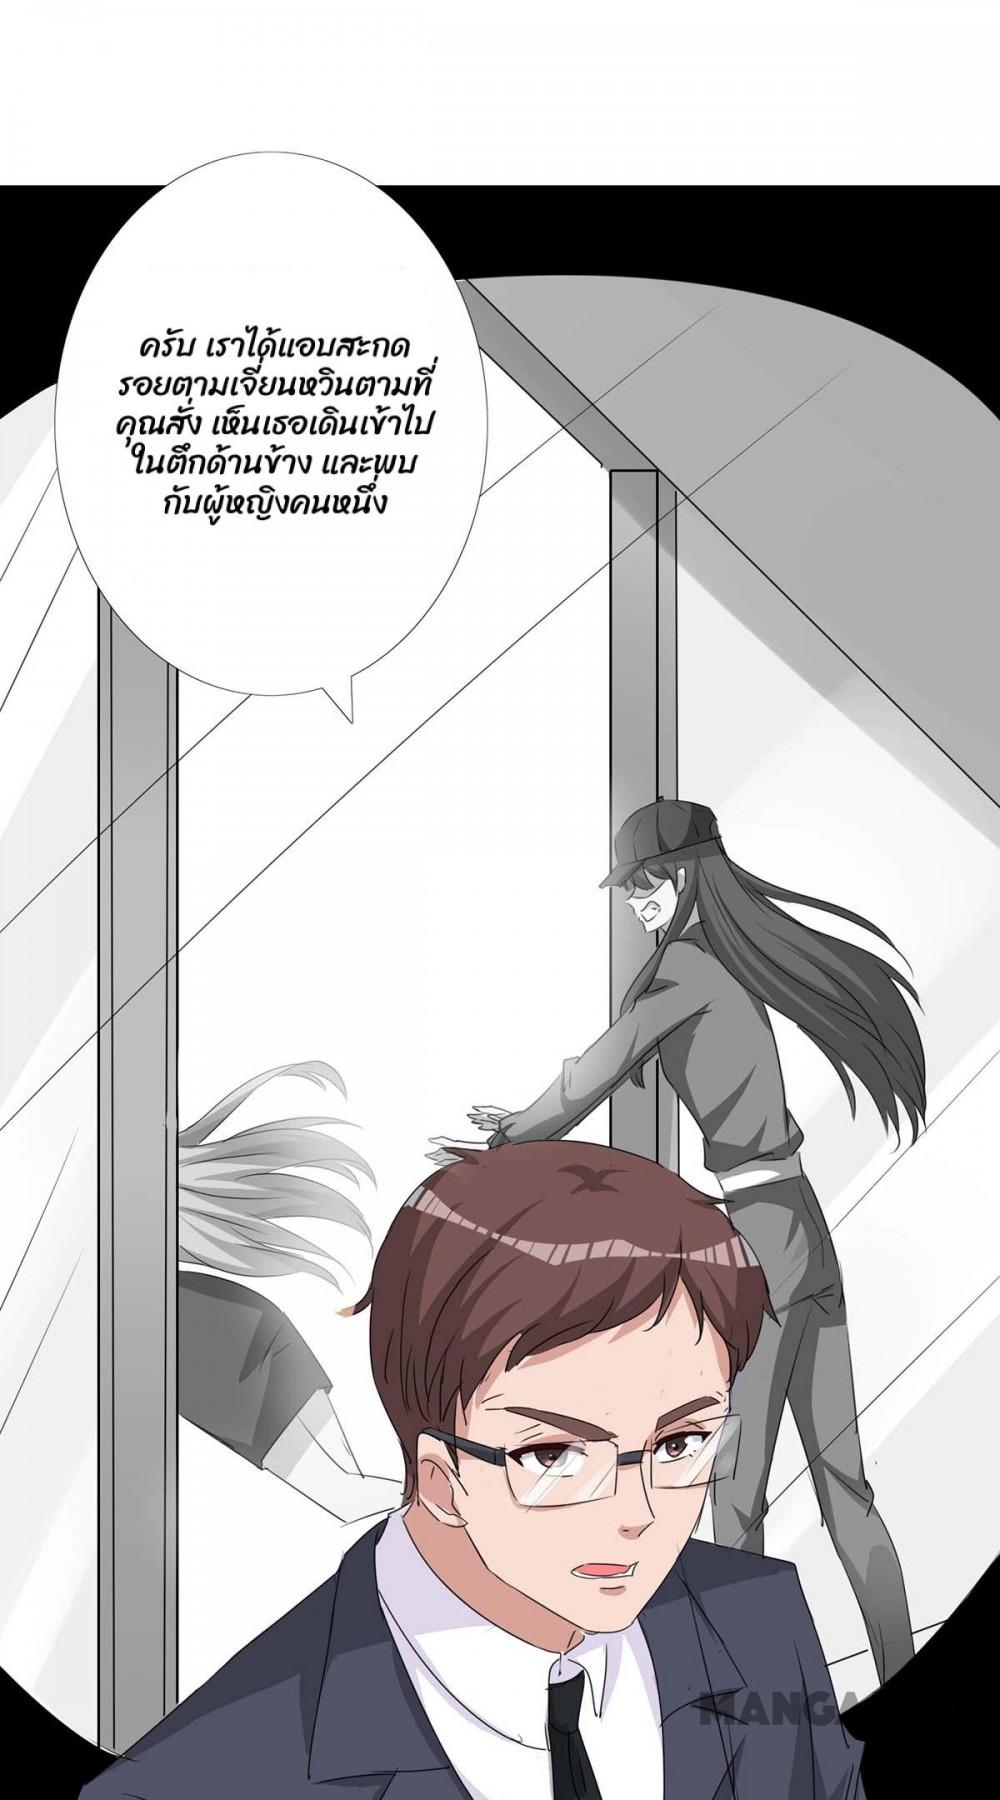 ครับ เราได้แอบสะกด
รอยตามเจี่ยนหวินตามที่
คุณสั่ง เห็นเธอเดินเข้าไป
ในตึกด้านข้าง และพบ
กับผู้หญิงคนหนึ่ง